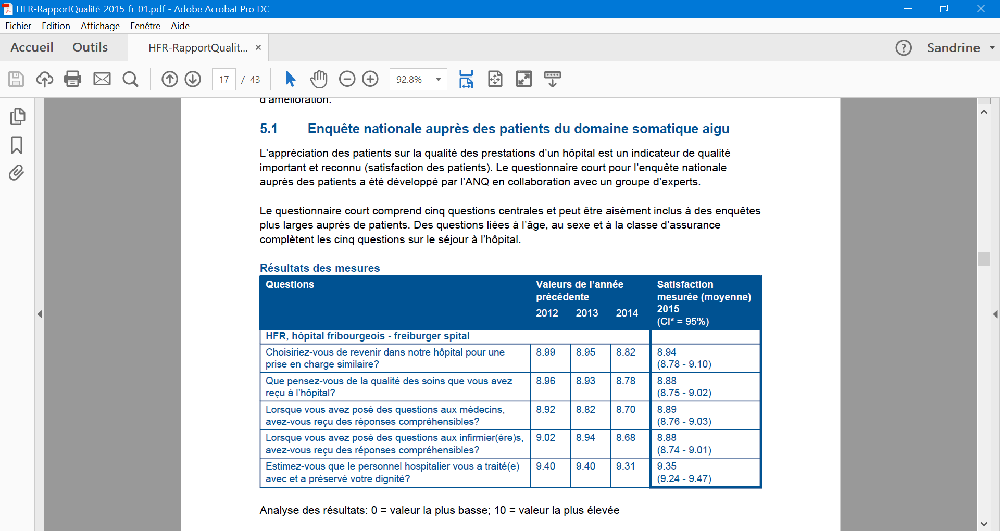 HFR-RapportQualité_2015_fr_01.pdf - Adobe Acrobat Pro DC
Fichier Edition Affichage Fenêtre Aide
Accueil Outils HFR-RapportQualit... × ? Sandrine
17 / 43 92.8%
d'amélioration.
5.1 Enquête nationale auprès des patients du domaine somatique aigu
L'appréciation des patients sur la qualité des prestations d'un hôpital est un indicateur de qualité
important et reconnu (satisfaction des patients). Le questionnaire court pour l'enquête nationale
auprès des patients a été développé par l'ANQ en collaboration avec un groupe d'experts.
Le questionnaire court comprend cinq questions centrales et peut être aisément inclus à des enquêtes
plus larges auprès de patients. Des questions liées à l'âge, au sexe et à la classe d'assurance
complètent les cinq questions sur le séjour à l'hôpital.
Résultats des mesures
Questions
Valeurs de l'année
précédente
2012 2013 2014
Satisfaction
mesurée (moyenne)
2015
(CI* = 95%)
HFR, hôpital fribourgeois - freiburger spital
Choisiriez-vous de revenir dans notre hôpital pour une
prise en charge similaire?
8.99 8.95 8.82 8.94
(8.78 - 9.10)
Que pensez-vous de la qualité des soins que vous avez
reçu à l'hôpital?
8.96 8.93 8.78 8.88
(8.75 - 9.02)
Lorsque vous avez posé des questions aux médecins,
avez-vous reçu des réponses compréhensibles?
8.92 8.82 8.70 8.89
(8.76 - 9.03)
Lorsque vous avez posé des questions aux infirmier(ère)s,
avez-vous reçu des réponses compréhensibles?
9.02 8.94 8.68 8.88
(8.74 - 9.01)
Estimez-vous que le personnel hospitalier vous a traité(e)
avec et a préservé votre dignité?
9.40 9.40 9.31 9.35
(9.24 - 9.47)
Analyse des résultats: 0 = valeur la plus basse; 10 = valeur la plus élevée